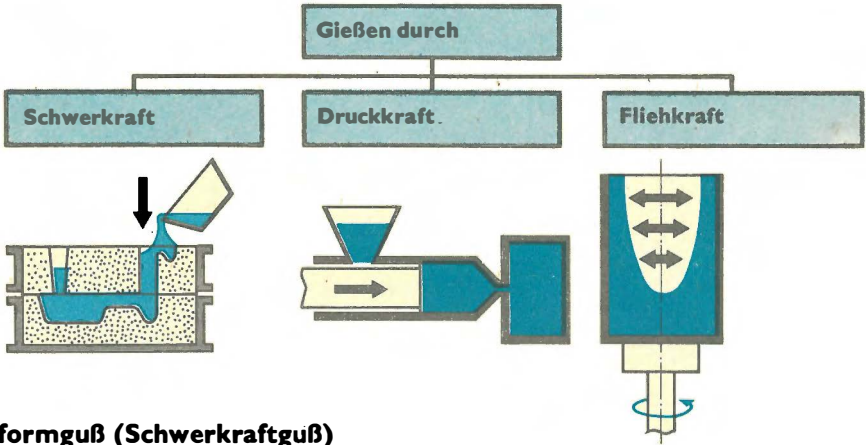 Gießen durch
Schwerkraft
Druckkraft
Fliehkraft
formguß (Schwerkraftguß)